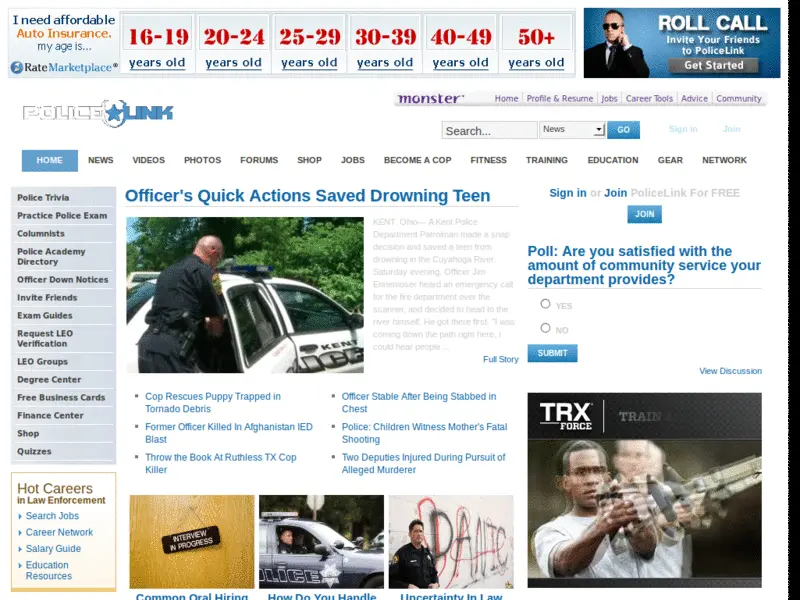 I need affordable
Auto Insurance.
my age is...
RateMarketplace®
16-19
years old
20-24
years old
25-29
years old
30-39
years old
40-49
years old
50+
years old
ROLL CALL
Invite Your Friends
to PoliceLink
Get Started
POLICE LINK
monster
Home
Profile & Resume
Jobs
Career Tools
Advice
Community
Search...
News
GO
Sign in
Join
HOME
NEWS
VIDEOS
PHOTOS
FORUMS
SHOP
JOBS
BECOME A COP
FITNESS
TRAINING
EDUCATION
GEAR
NETWORK
Police Trivia
Practice Police Exam
Columnists
Police Academy
Directory
Officer Down Notices
Invite Friends
Exam Guides
Request LEO
Verification
LEO Groups
Degree Center
Free Business Cards
Finance Center
Shop
Quizzes
Hot Careers
in Law Enforcement
Search Jobs
Career Network
Salary Guide
Education
Resources
Officer's Quick Actions Saved Drowning Teen
KENT
POLICE
KENT, Ohio— A Kent Police
Department Patrolman made a snap
decision and saved a teen from
drowning in the Cuyahoga River.
Saturday evening, Officer Jim
Ennemoser heard an emergency call
for the fire department over the
scanner, and decided to head to the
river himself. He got there first. "I was
coming down the path right here, I
could hear people ...
Full Story
Cop Rescues Puppy Trapped in
Tornado Debris
Former Officer Killed In Afghanistan IED
Blast
Throw the Book At Ruthless TX Cop
Killer
Officer Stable After Being Stabbed in
Chest
Police: Children Witness Mother's Fatal
Shooting
Two Deputies Injured During Pursuit of
Alleged Murderer
INTERVIEW
IN PROGRESS
POLICE
Common Oral Hiring
How Do You Handle
Uncertainty In Law
Sign in or Join PoliceLink For FREE
JOIN
Poll: Are you satisfied with the
amount of community service your
department provides?
YES
NO
SUBMIT
View Discussion
TRX
FORCE
TRAIN